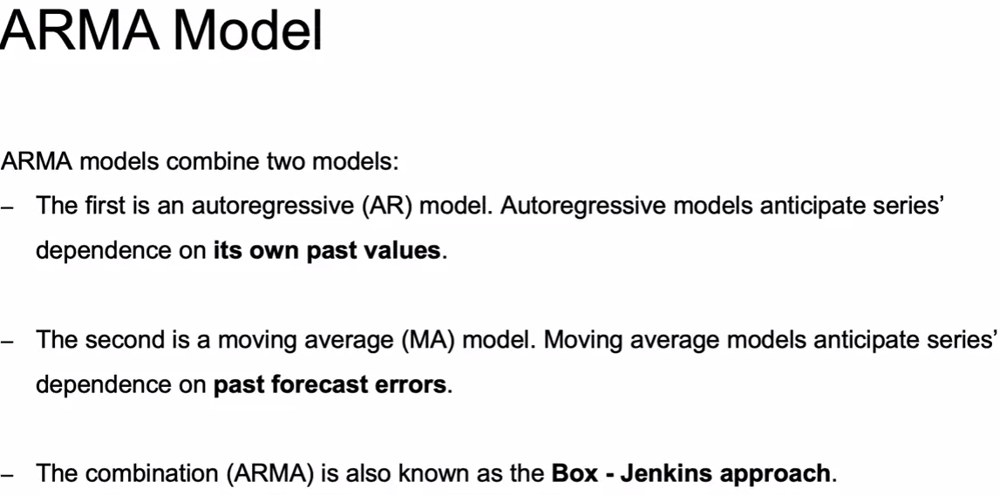 ARMA Model
ARMA models combine two models:
– The first is an autoregressive (AR) model. Autoregressive models anticipate series’
dependence on its own past values.
– The second is a moving average (MA) model. Moving average models anticipate series’
dependence on past forecast errors.
– The combination (ARMA) is also known as the Box - Jenkins approach.